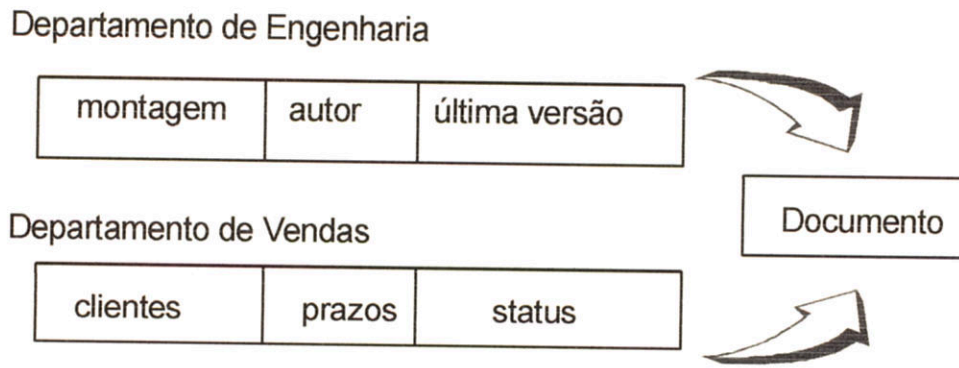 Departamento de Engenharia
montagem autor última versão
Documento
Departamento de Vendas
clientes prazos status